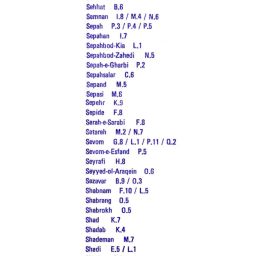 Sehhat B.6
Semnan I.8 / M.4 / N.6
Sepah P.3 / P.4 / P.5
Sepahan I.7
Sepahbod-Kia L.1
Sepahbod-Zahedi N.5
Sepah-e-Gharbi P.2
Sepahsalar C.6
Sepand M.5
Sepasi M.6
Sepehr K.9
Sepide F.8
Serah-e-Sarabi F.8
Setareh M.2 / N.7
Sevom G.8 / L.1 / P.11 / Q.2
Sevom-e-Esfand P.5
Seyrafi H.8
Seyyed-ol-Araqein O.6
Sezavar B.9 / O.3
Shabnam F.10 / L.5
Shabrang O.5
Shabrokh O.5
Shad K.7
Shadab K.4
Shademan M.7
Shadi E.5 / L.1